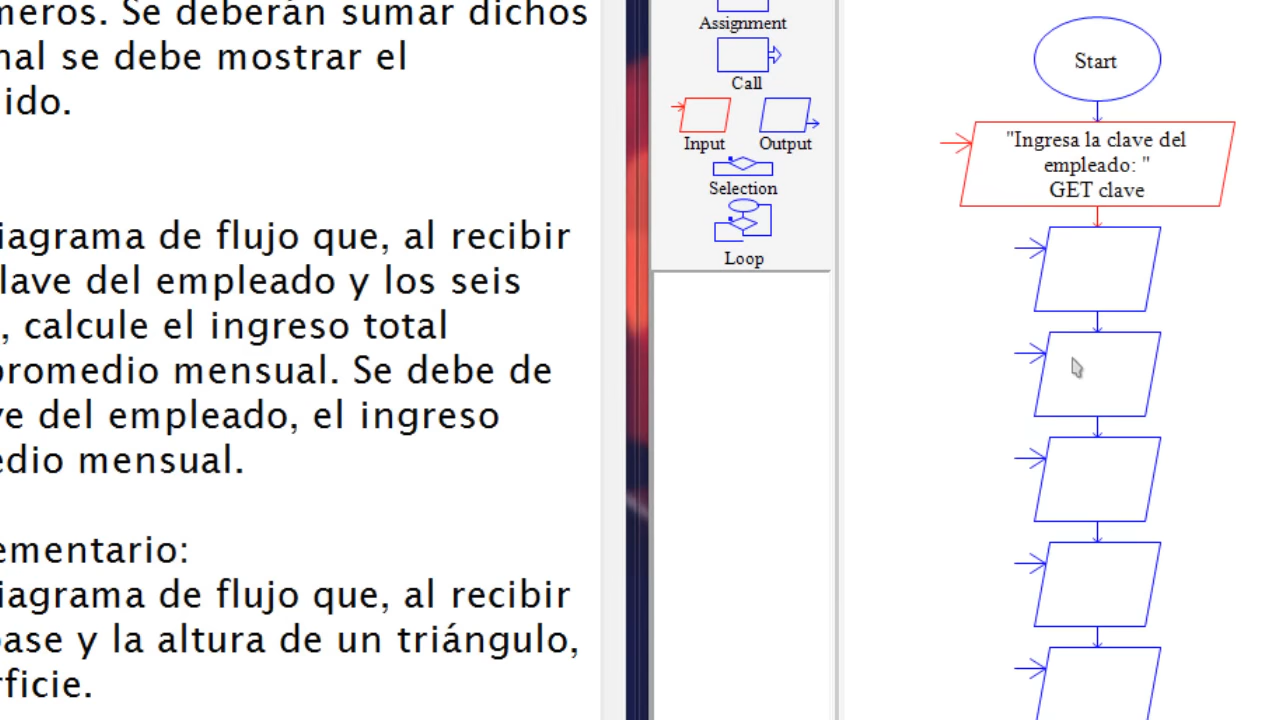 meros. Se deberán sumar dichos
nal se debe mostrar el
ido.
iagrama de flujo que, al recibir
lave del empleado y los seis
, calcule el ingreso total
promedio mensual. Se debe de
ve del empleado, el ingreso
edio mensual.
ementario:
iagrama de flujo que, al recibir
base y la altura de un triángulo,
rficie.
Assignment
Call
Input
Output
Selection
Loop
Start
"Ingresa la clave del
empleado: "
GET clave